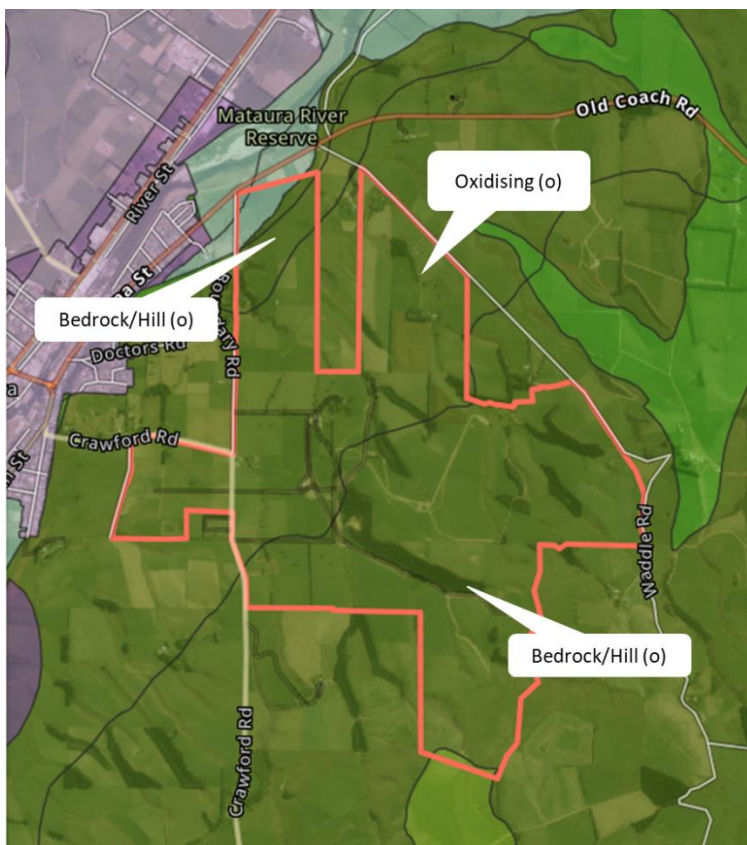 Old Coach Rd
Mataura River
Reserve
River St
Oxidising (o)
Bedrock/Hill (o)
Doctors Rd
Crawford Rd
Waddle Rd
Bedrock/Hill (o)
Crawford Rd